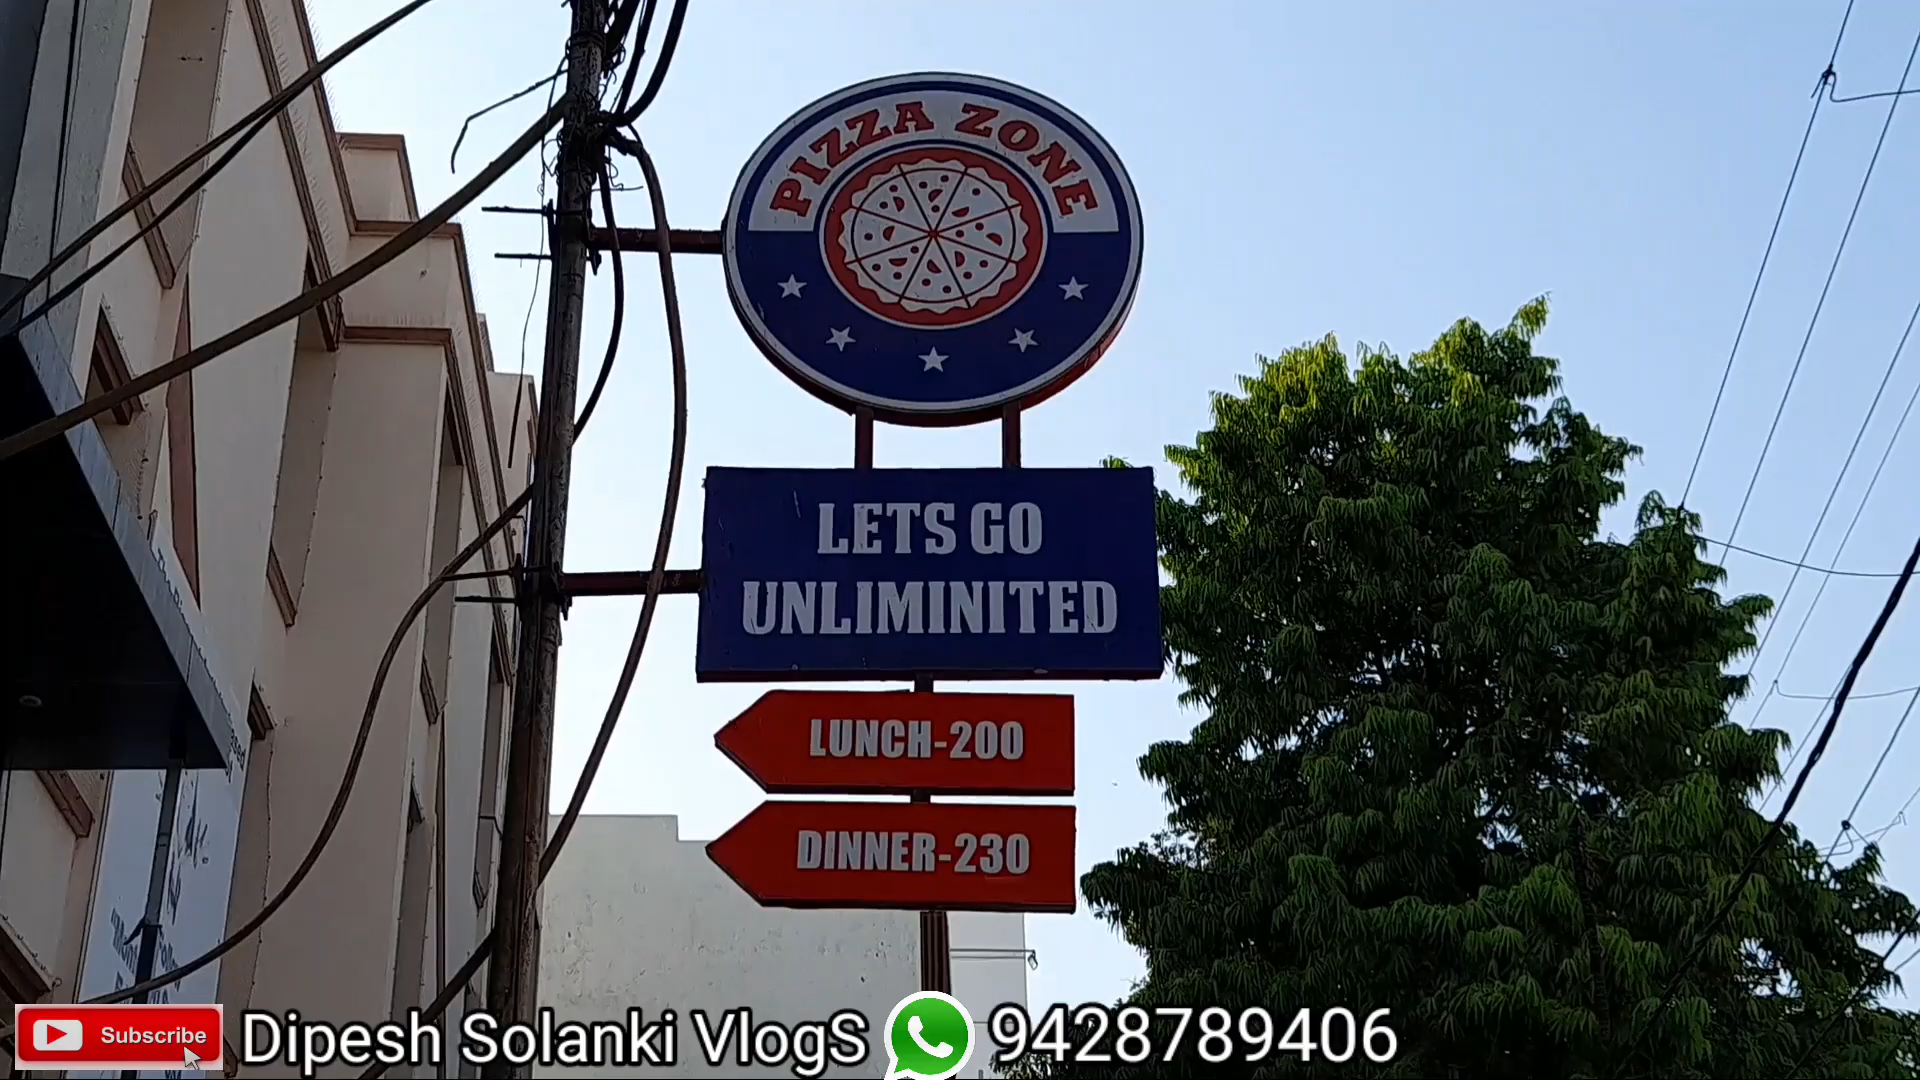 PIZZA ZONE
LETS GO
UNLIMINITED
LUNCH-200
DINNER-230
Subscribe
Dipesh Solanki VlogS 9428789406